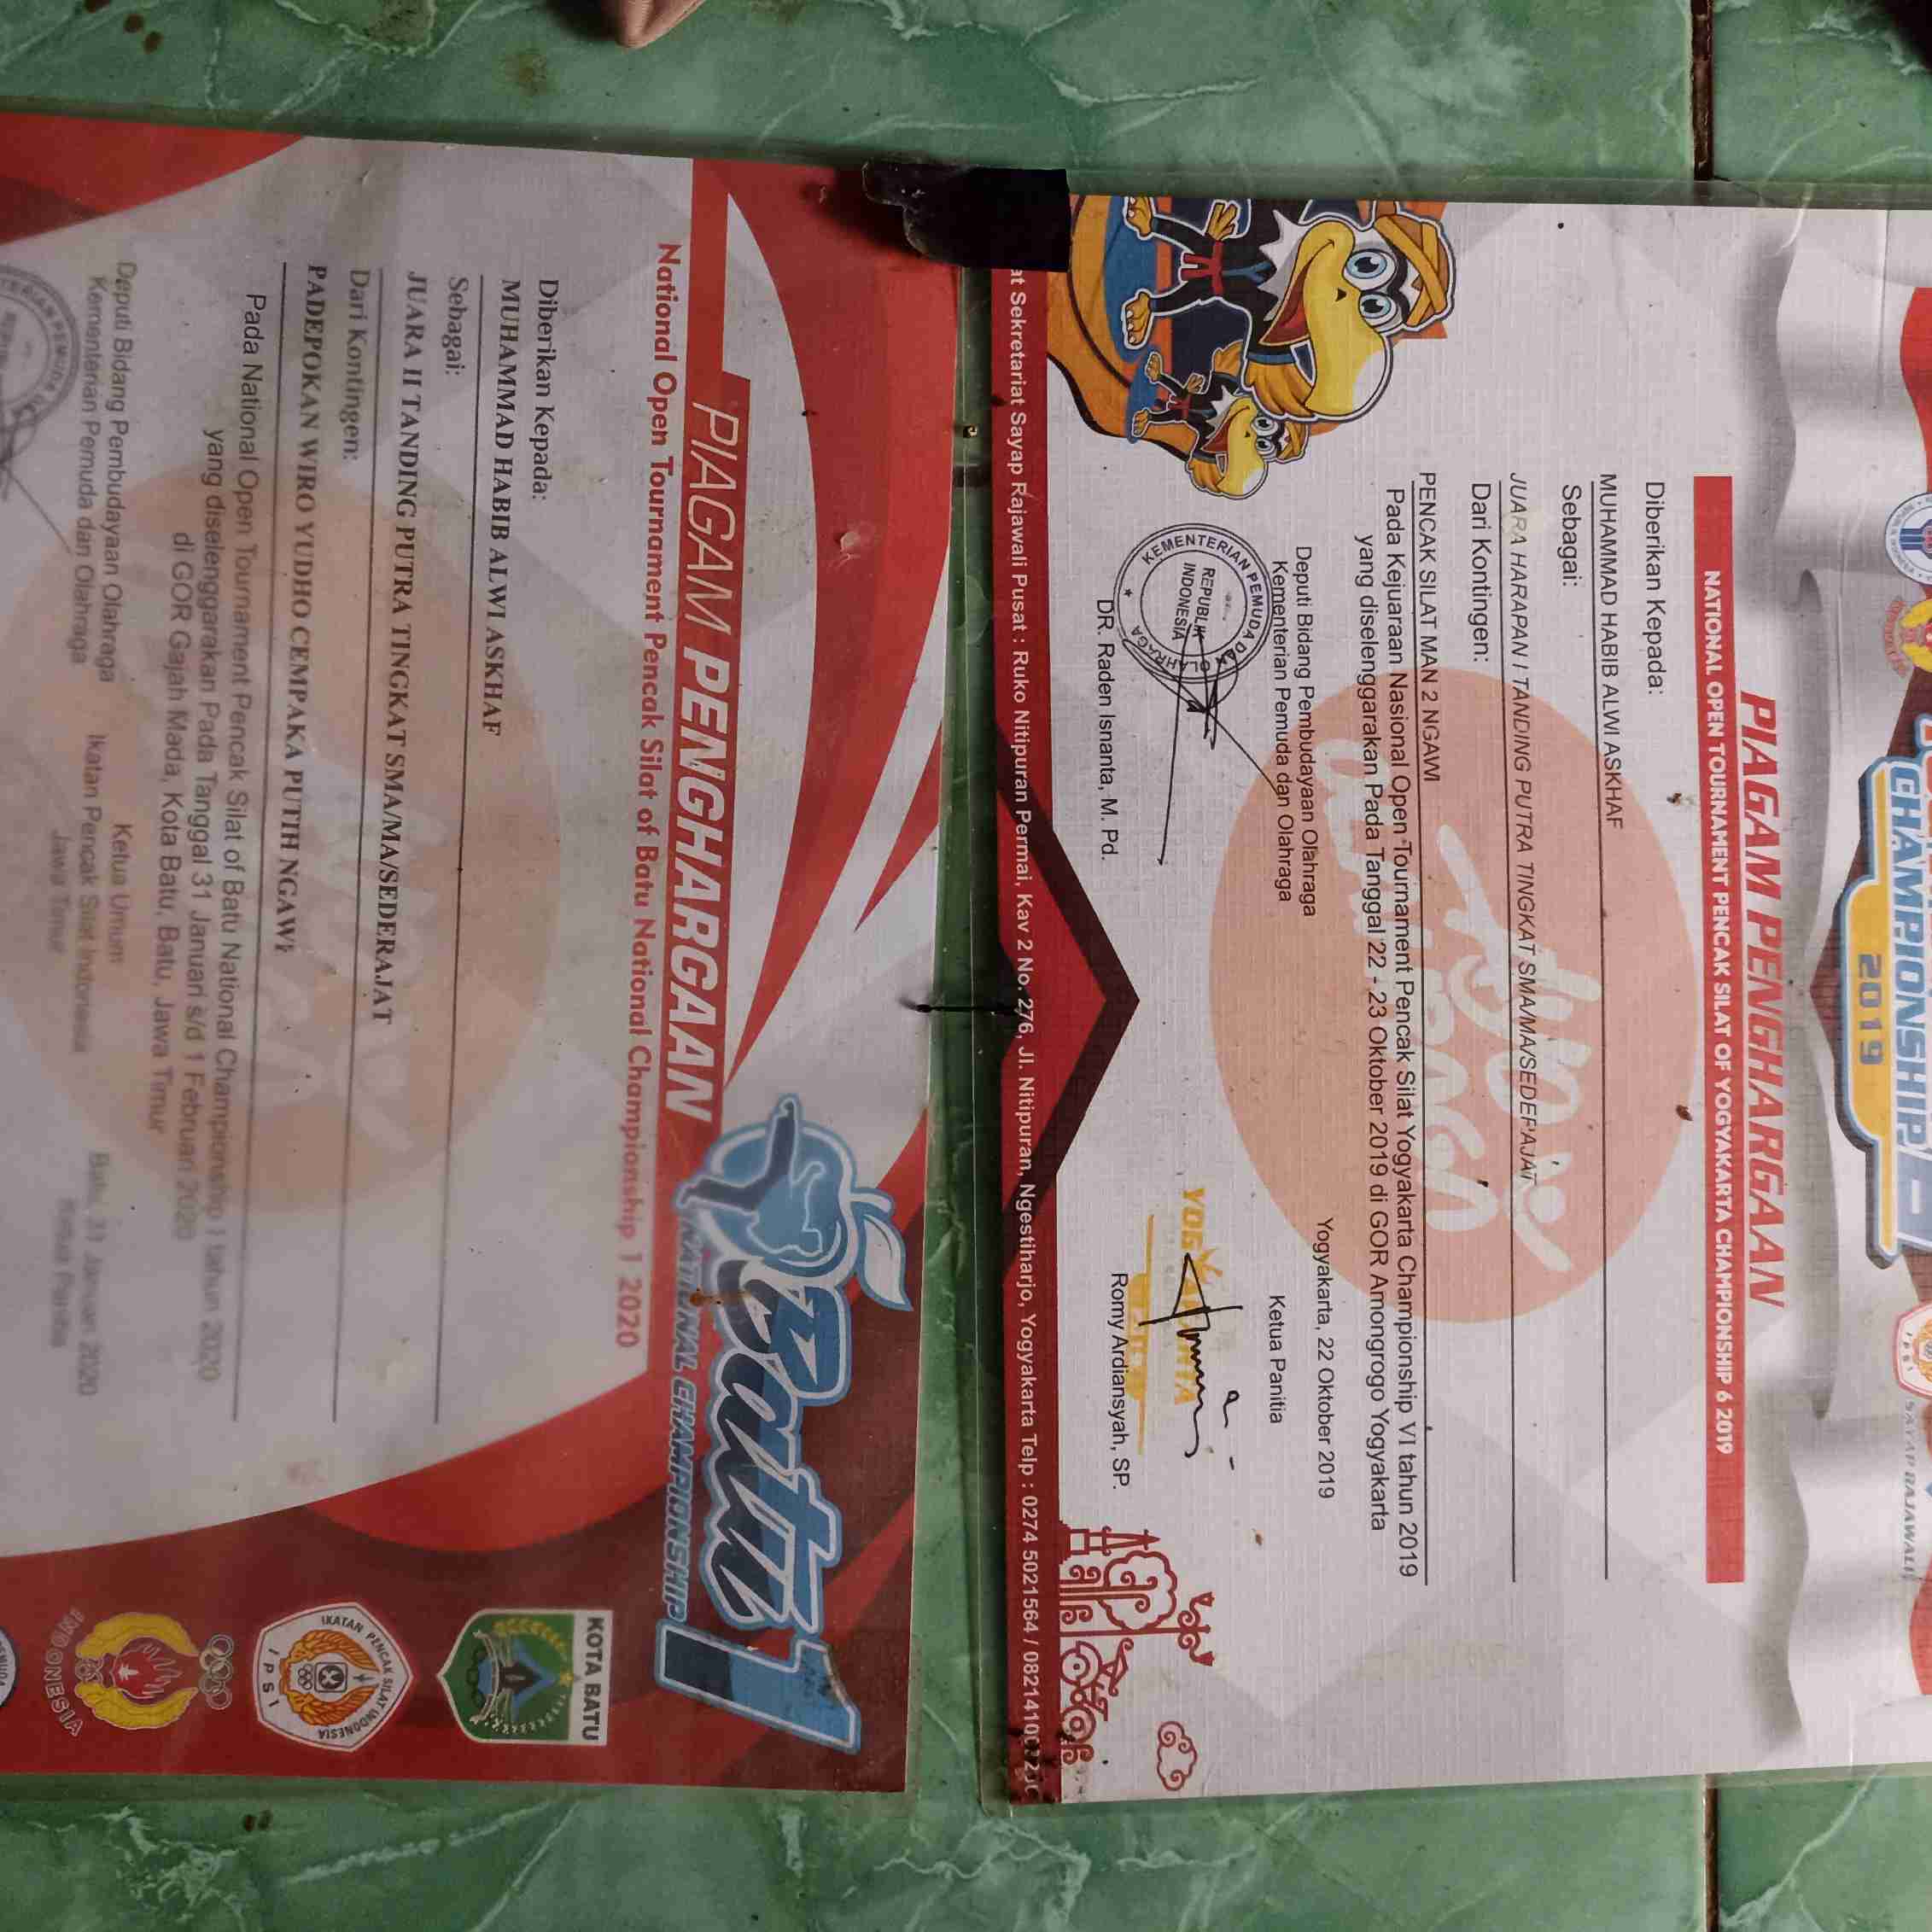 CHAMPIONSHIP
2019
SAYAP RAJAWALI
PIAGAM PENGHARGAAN
NATIONAL OPEN TOURNAMENT PENCAK SILAT OF YOGYAKARTA CHAMPIONSHIP 6 2019
Diberikan Kepada:
MUHAMMAD HABIB ALWI ASKHAF
Sebagai:
JUARA HARAPAN I TANDING PUTRA TINGKAT SMA/MA/SEDERAJAT
Dari Kontingen:
PENCAK SILAT MAN 2 NGAWI
Pada Kejuaraan Nasional Open Tournament Pencak Silat Yogyakarta Championship VI tahun 2019
yang diselenggarakan Pada Tanggal 22 - 23 Oktober 2019 di GOR Amongrogo Yogyakarta
Yogyakarta, 22 Oktober 2019
Deputi Bidang Pembudayaan Olahraga
Kementerian Pemuda dan Olahraga
Ketua Panitia
KEMENTERIAN PEMUDA DAN OLAHRAGA
REPUBLIK
INDONESIA
DR. Raden Isnanta, M. Pd.
Romy Ardiansyah, SP.
at Sekretariat Sayap Rajawali Pusat : Ruko Nitipuran Permai, Kav 2 No. 276, Jl. Nitipuran, Ngestiharjo, Yogyakarta Telp : 0274 5021564 /
Batu 1
NATIONAL CHAMPIONSHIP
PIAGAM PENGHARGAAN
National Open Tournament Pencak Silat of Batu National Championship 1 2020
KOTA BATU
IKATAN PENCAK SILAT INDONESIA
IPSI
INDONESIA
Diberikan Kepada:
MUHAMMAD HABIB ALWI ASKHAF
Sebagai:
JUARA II TANDING PUTRA TINGKAT SMA/MA/SEDERAJAT
Dari Kontingen:
PADEPOKAN WIRO YUDHO CEMPAKA PUTIH NGAWI
Pada National Open Tournament Pencak Silat of Batu National Championship I tahun 2020
yang diselenggarakan Pada Tanggal 31 Januari s/d 1 Februari 2020
di GOR Gajah Mada, Kota Batu, Batu, Jawa Timur
Batu, 31 Januari 2020
Deputi Bidang Pembudayaan Olahraga
Kementerian Pemuda dan Olahraga
Ketua Umum
Ikatan Pencak Silat Indonesia
Jawa Timur
Ketua Panitia